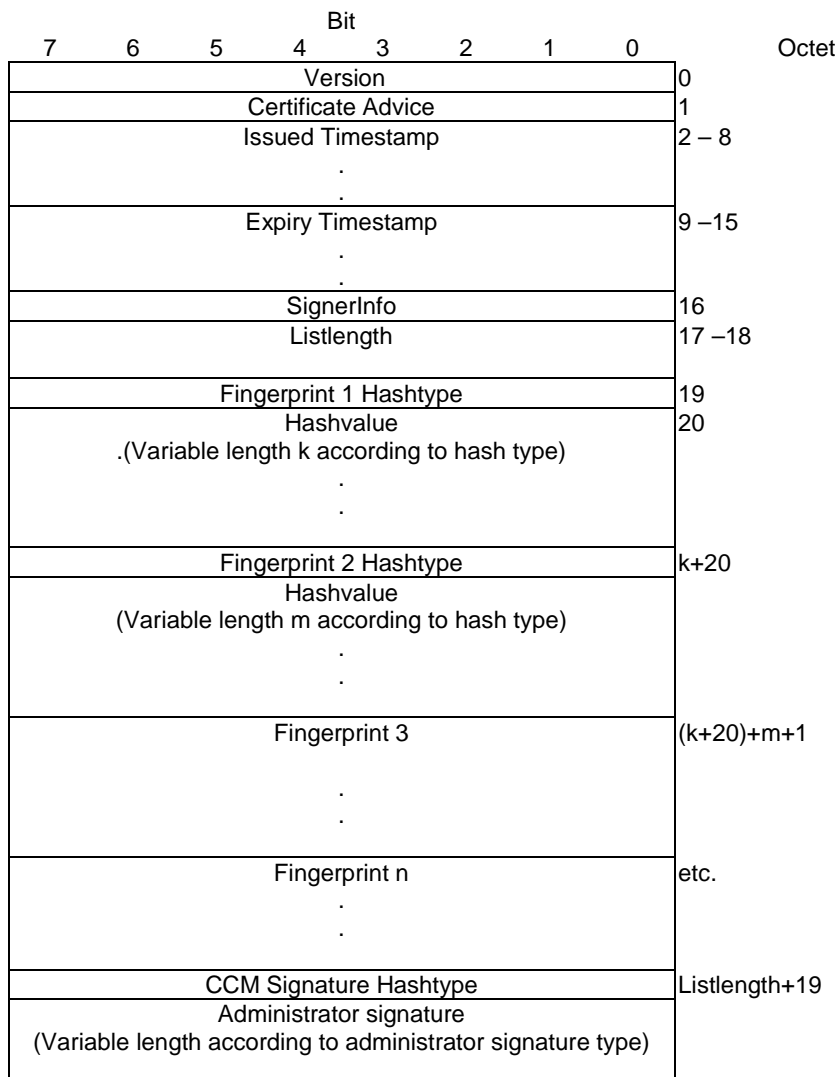 Bit
7 6 5 4 3 2 1 0 Octet
Version 0
Certificate Advice 1
Issued Timestamp 2 – 8
.
.
Expiry Timestamp 9 –15
.
.
SignerInfo 16
Listlength 17 –18
Fingerprint 1 Hashtype 19
Hashvalue 20
.(Variable length k according to hash type)
.
.
Fingerprint 2 Hashtype k+20
Hashvalue
(Variable length m according to hash type)
.
.
Fingerprint 3 (k+20)+m+1
.
.
Fingerprint n etc.
.
.
CCM Signature Hashtype Listlength+19
Administrator signature
(Variable length according to administrator signature type)